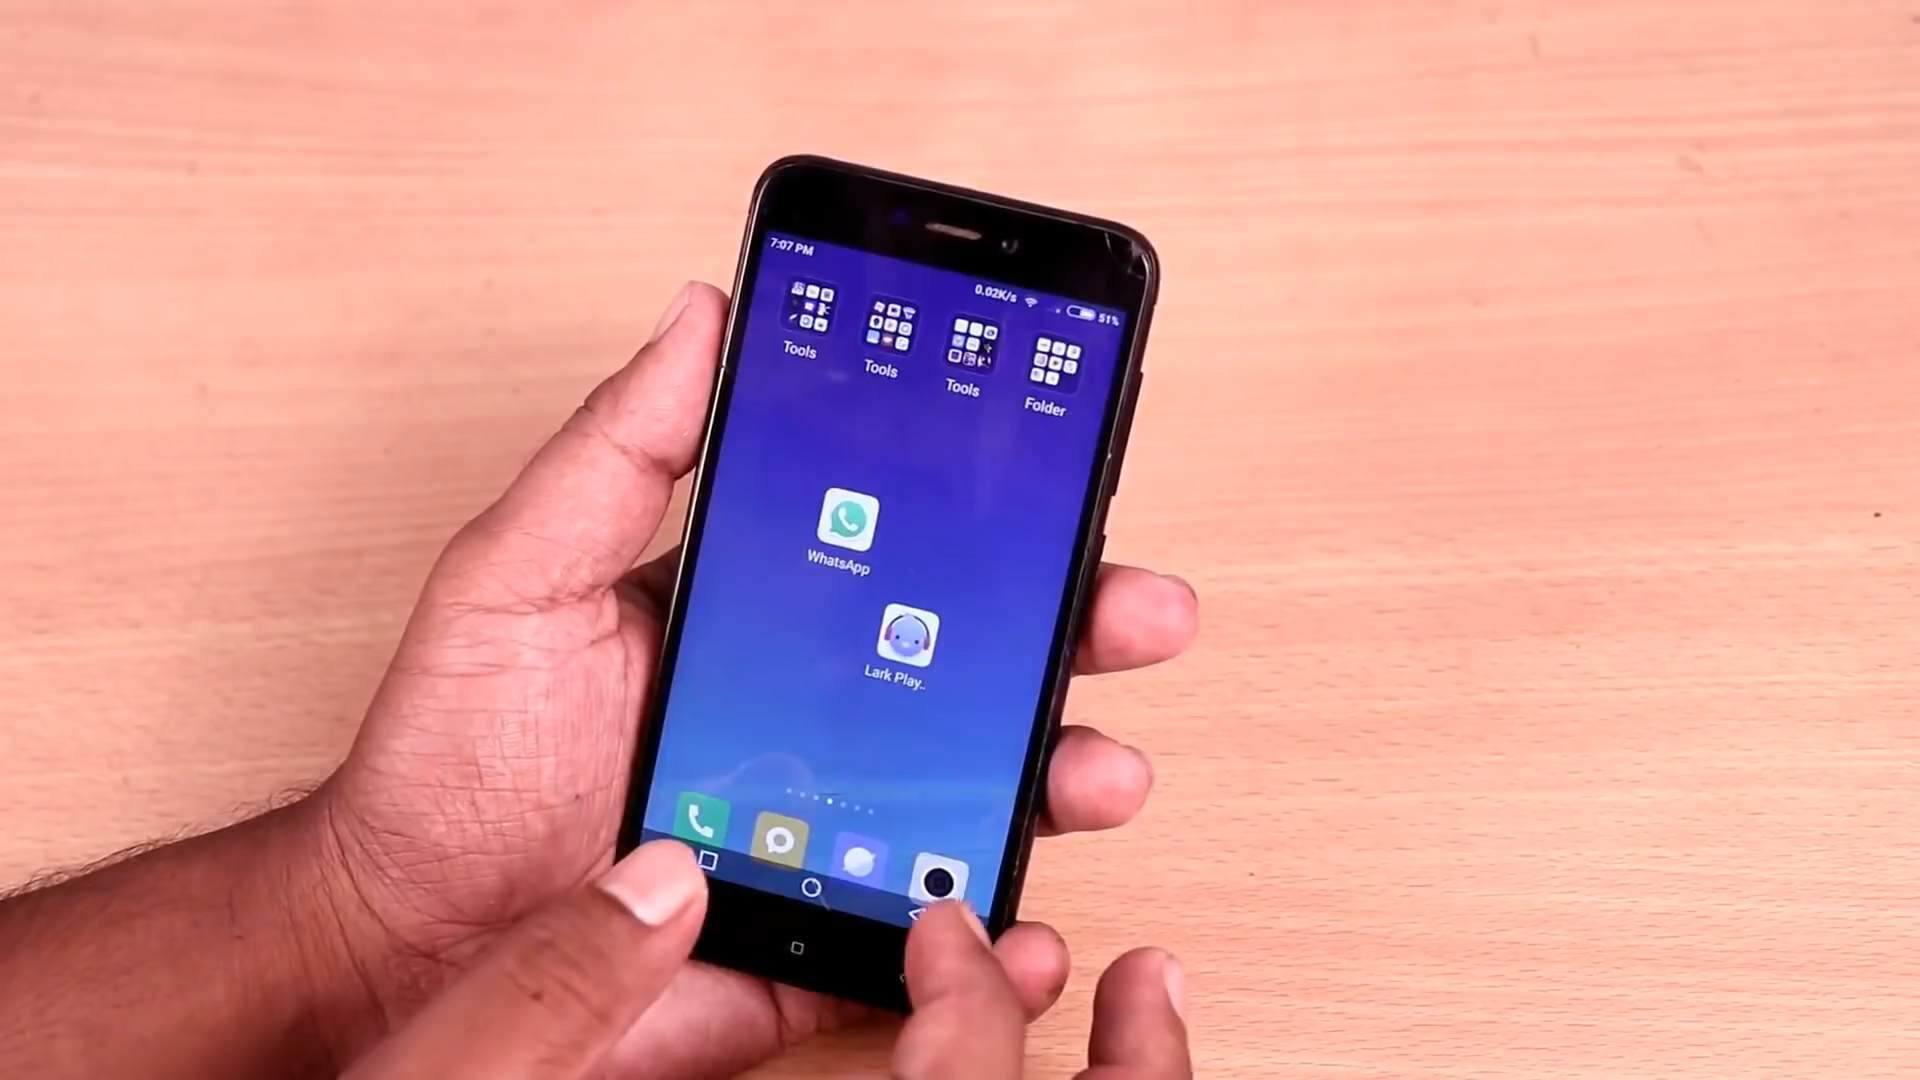 7:07 PM
0.02K/s 51%
Tools
Tools
Tools
Folder
WhatsApp
Lark Play..